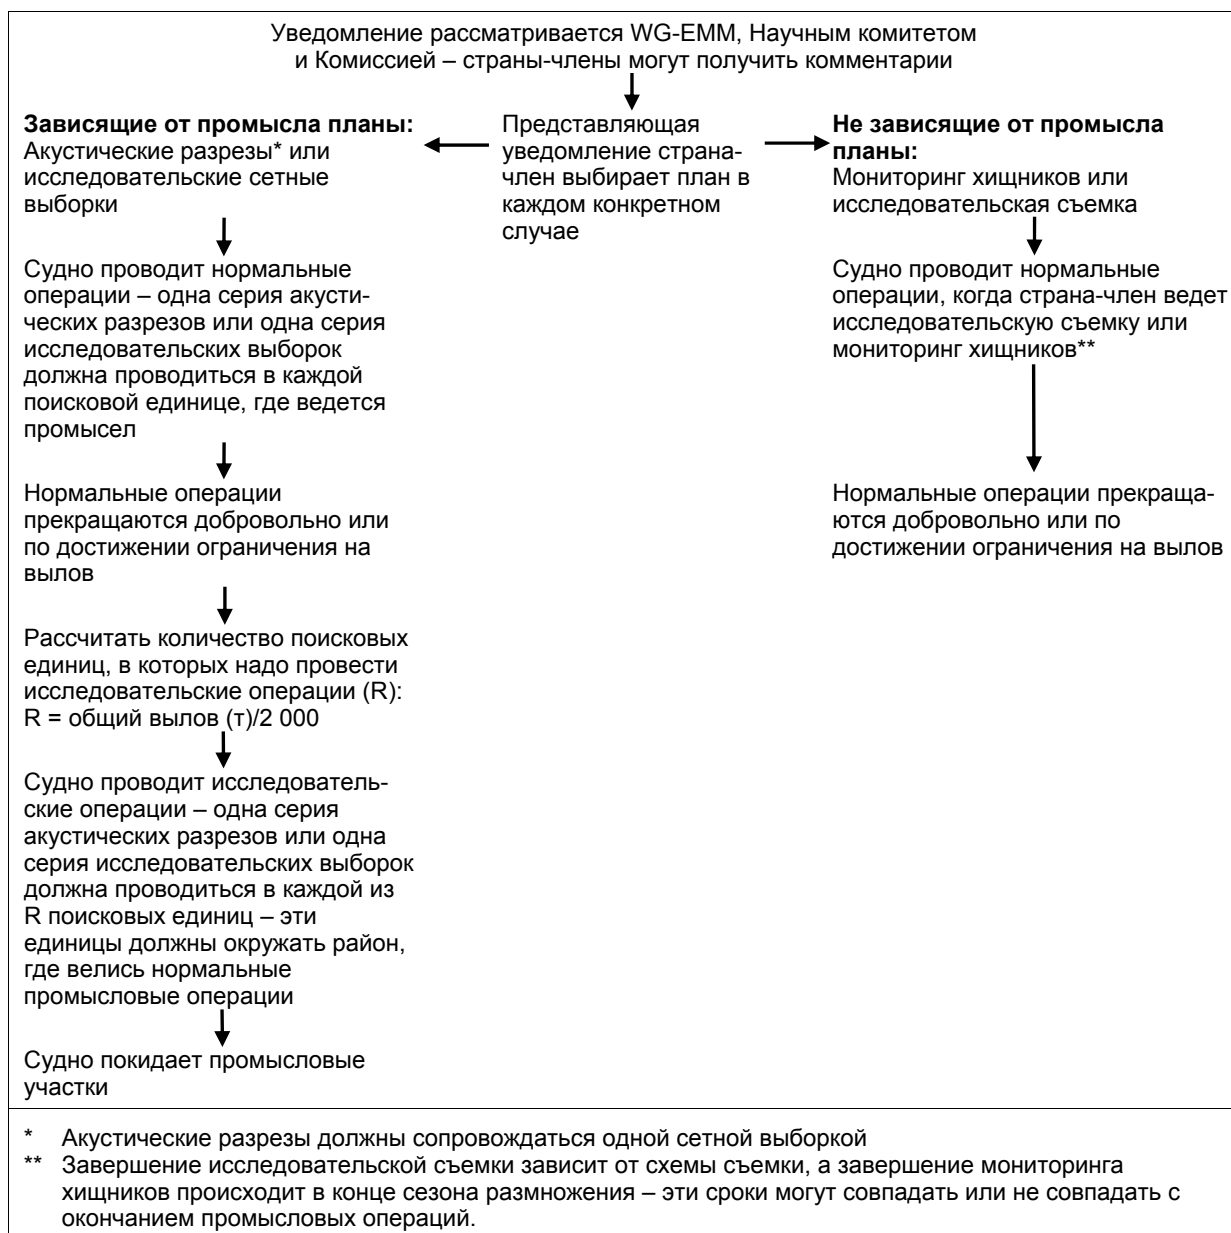 Уведомление рассматривается WG-EMM, Научным комитетом
и Комиссией – страны-члены могут получить комментарии
Зависящие от промысла планы:
Акустические разрезы* или
исследовательские сетные
выборки
Представляющая
уведомление страна-
член выбирает план в
каждом конкретном
случае
Не зависящие от промысла
планы:
Мониторинг хищников или
исследовательская съемка
Судно проводит нормальные
операции – одна серия акусти-
ческих разрезов или одна серия
исследовательских выборок
должна проводиться в каждой
поисковой единице, где ведется
промысел
Судно проводит нормальные
операции, когда страна-член ведет
исследовательскую съемку или
мониторинг хищников**
Нормальные операции
прекращаются добровольно или
по достижении ограничения на
вылов
Нормальные операции прекраща-
ются добровольно или по
достижении ограничения на вылов
Рассчитать количество поисковых
единиц, в которых надо провести
исследовательские операции (R):
R = общий вылов (т)/2 000
Судно проводит исследователь-
ские операции – одна серия
акустических разрезов или одна
серия исследовательских выборок
должна проводиться в каждой из
R поисковых единиц – эти
единицы должны окружать район,
где велись нормальные
промысловые операции
Судно покидает промысловые
участки
* Акустические разрезы должны сопровождаться одной сетной выборкой
** Завершение исследовательской съемки зависит от схемы съемки, а завершение мониторинга
хищников происходит в конце сезона размножения – эти сроки могут совпадать или не совпадать с
окончанием промысловых операций.